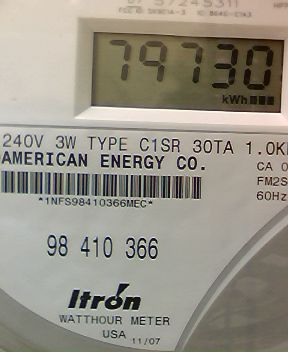 79730
kWh
240V 3W TYPE C1SR 30TA 1.0K
AMERICAN ENERGY CO.
CA 0
FM2S
60Hz
*1NFS98410366MEC*
98 410 366
Itrón
WATTHOUR METER
USA 11/07